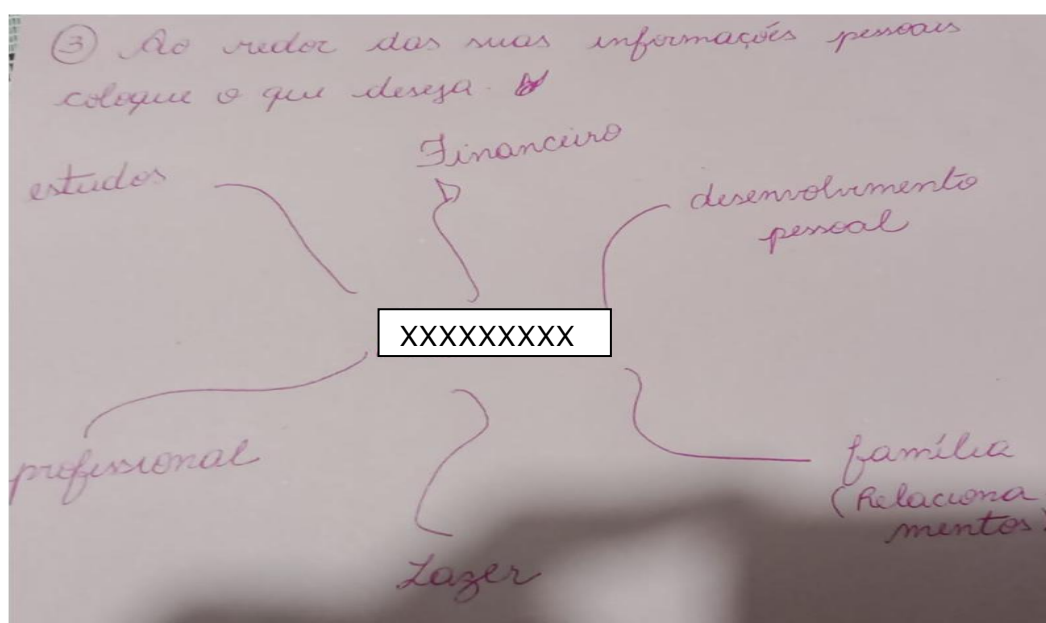 ③ Ao redor das suas informações pessoais
coloque o que deseja.
Financeiro
estudos
desenvolvimento
pessoal
XXXXXXXXX
profissional
família
(Relaciona
mentos)
Lazer